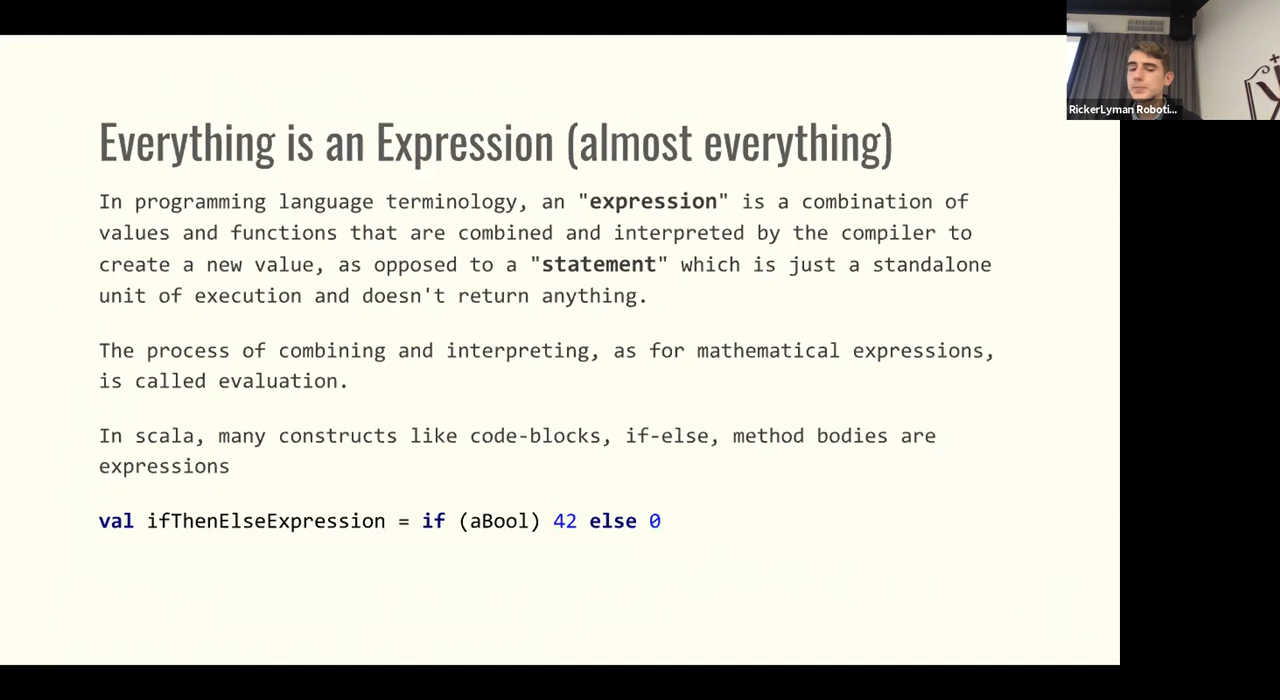 Everything is an Expression (almost everything)
In programming language terminology, an "expression" is a combination of
values and functions that are combined and interpreted by the compiler to
create a new value, as opposed to a "statement" which is just a standalone
unit of execution and doesn't return anything.
The process of combining and interpreting, as for mathematical expressions,
is called evaluation.
In scala, many constructs like code-blocks, if-else, method bodies are
expressions
val ifThenElseExpression = if (aBool) 42 else 0
RickerLyman Roboti...